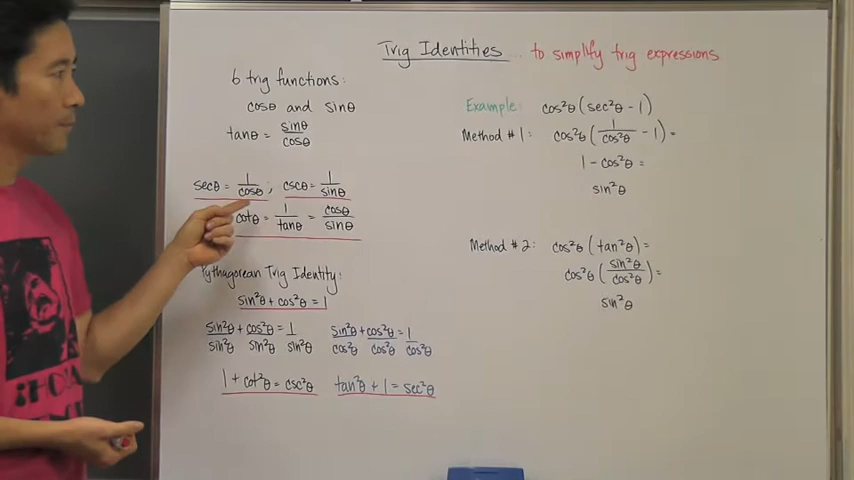 Trig Identities .. to simplify trig expressions
6 trig functions:
cosθ and sinθ
tanθ = sinθ/cosθ
secθ = 1/cosθ ; cscθ = 1/sinθ
cotθ = 1/tanθ = cosθ/sinθ
Pythagorean Trig Identity:
sin²θ + cos²θ = 1
sin²θ/sin²θ + cos²θ/sin²θ = 1/sin²θ
sin²θ/cos²θ + cos²θ/cos²θ = 1/cos²θ
1 + cot²θ = csc²θ
tan²θ + 1 = sec²θ
Example: cos²θ(sec²θ - 1)
Method #1: cos²θ(1/cos²θ - 1) =
1 - cos²θ =
sin²θ
Method #2: cos²θ(tan²θ) =
cos²θ(sin²θ/cos²θ) =
sin²θ